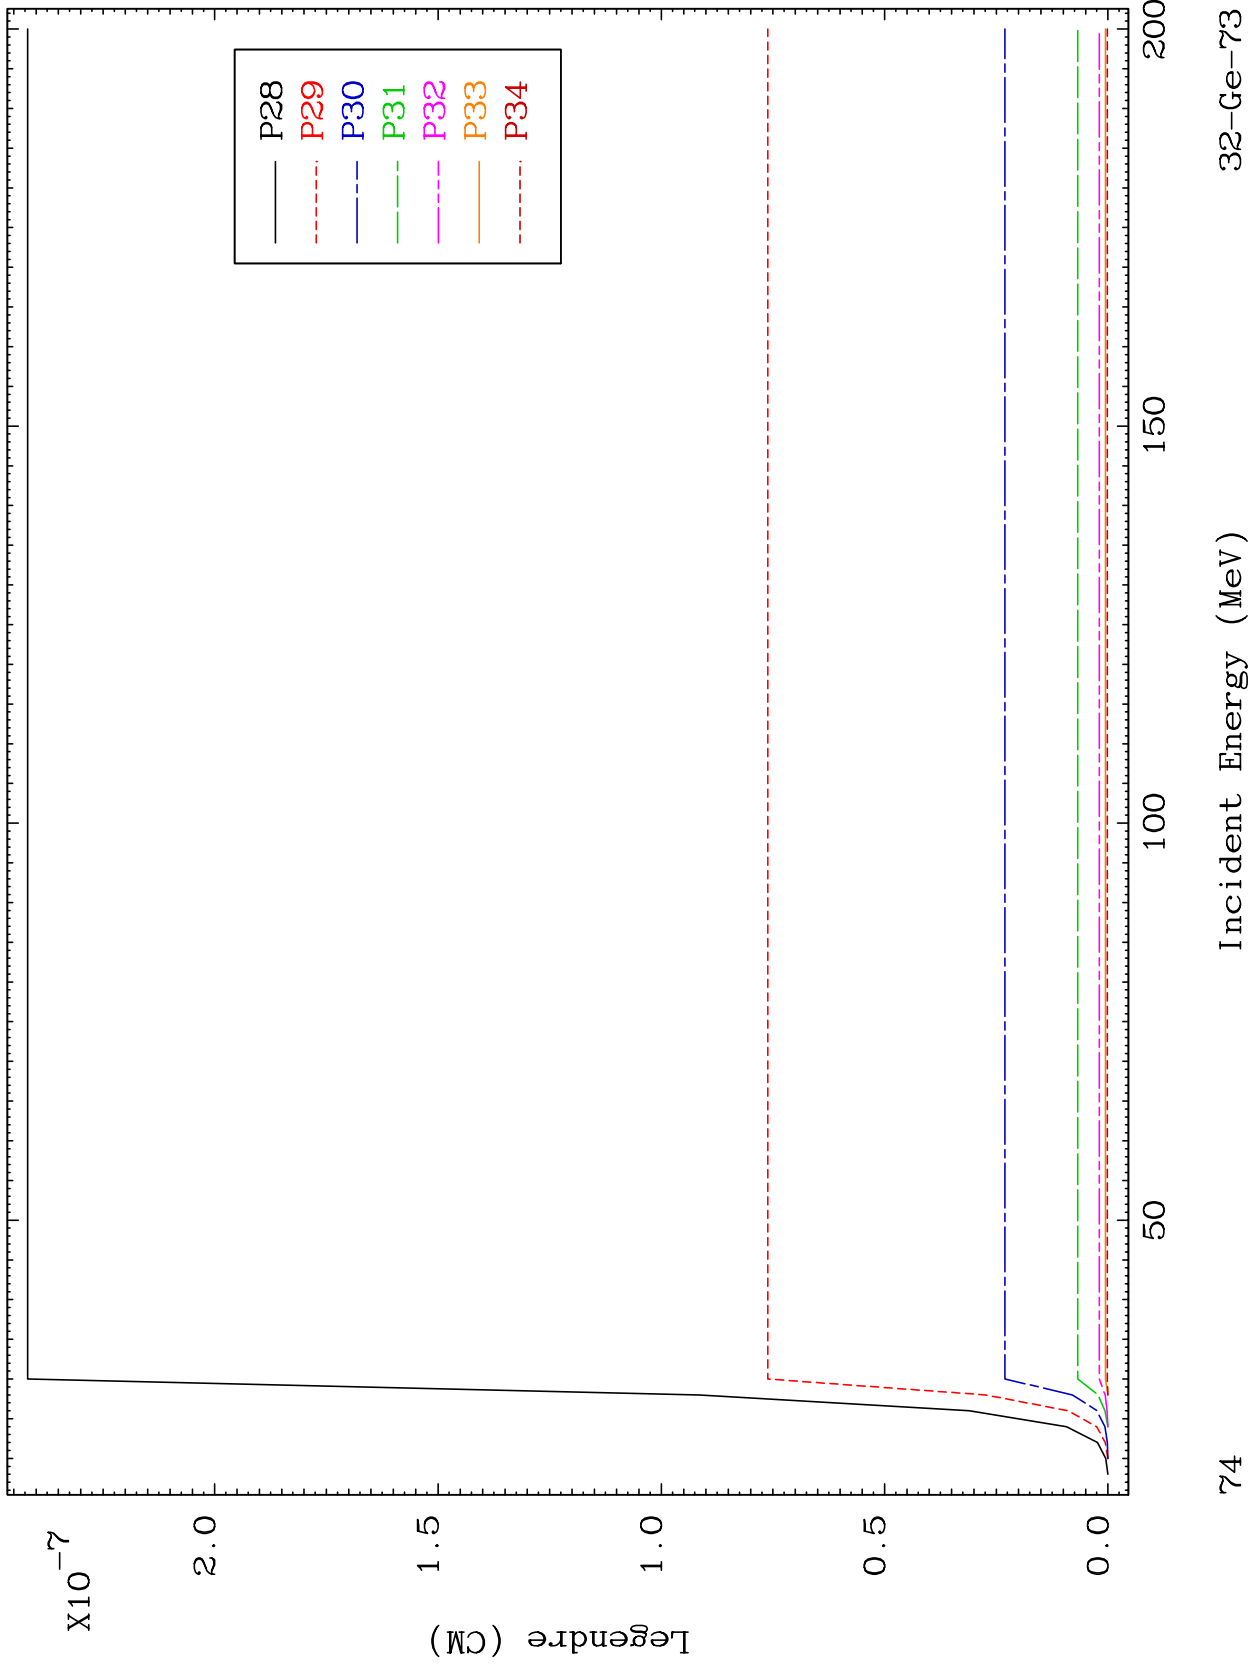 X10-7
2.0
1.5
1.0
0.5
0.0
Legendre (CM)
P28
P29
P30
P31
P32
P33
P34
50
100
150
200
74
Incident Energy (MeV)
32-Ge-73